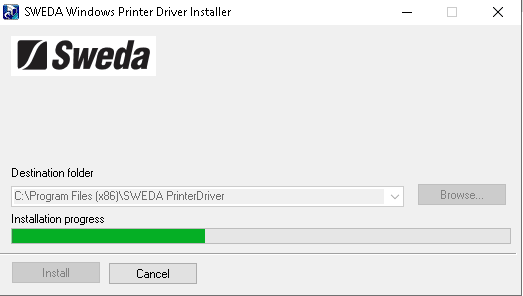 SWEDA Windows Printer Driver Installer
Sweda
Destination folder
C:\Program Files (x86)\SWEDA PrinterDriver
Browse...
Installation progress
Install
Cancel